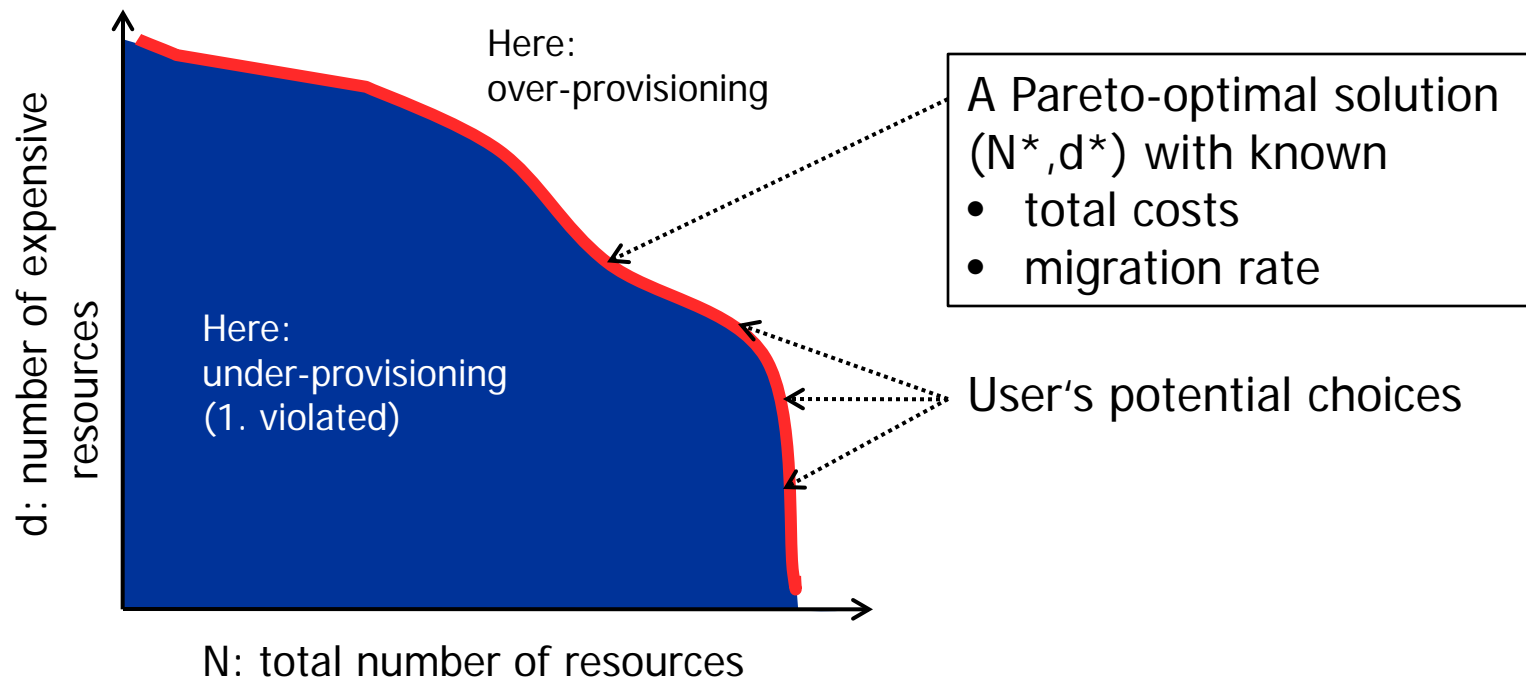 Here:
over-provisioning
A Pareto-optimal solution
(N*,d*) with known
• total costs
• migration rate
d: number of expensive
resources
Here:
under-provisioning
(1. violated)
User‘s potential choices
N: total number of resources